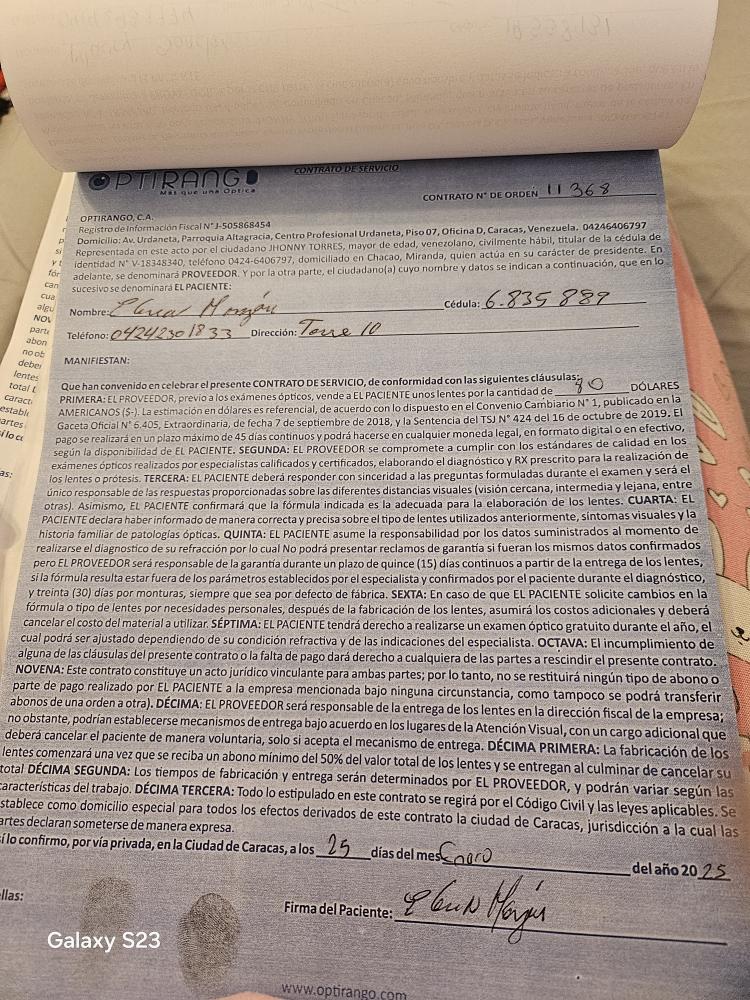 OPTIRANGO
Más que una Óptica
CONTRATO DE SERVICIO
CONTRATO N° DE ORDEN 11368
OPTIRANGO, C.A.
Registro de Información Fiscal N° J-505868454
Domicilio: Av. Urdaneta, Parroquia Altagracia, Centro Profesional Urdaneta, Piso 07, Oficina D, Caracas, Venezuela. 04246406797
Representada en este acto por el ciudadano JHONNY TORRES, mayor de edad, venezolano, civilmente hábil, titular de la cédula de
identidad N° V-18348340, teléfono 0424-6406797, domiciliado en Chacao, Miranda, quien actúa en su carácter de presidente. En
adelante, se denominará PROVEEDOR. Y por la otra parte, el ciudadano(a) cuyo nombre y datos se indican a continuación, que en lo
sucesivo se denominará EL PACIENTE:
Nombre: Cédula: 6.835889
Teléfono: 04242301833 Dirección: Torre 10
MANIFIESTAN:
Que han convenido en celebrar el presente CONTRATO DE SERVICIO, de conformidad con las siguientes cláusulas:
PRIMERA: EL PROVEEDOR, previo a los exámenes ópticos, vende a EL PACIENTE unos lentes por la cantidad de 80 DÓLARES
AMERICANOS ($-). La estimación en dólares es referencial, de acuerdo con lo dispuesto en el Convenio Cambiario N° 1, publicado en la
Gaceta Oficial N° 6.405, Extraordinaria, de fecha 7 de septiembre de 2018, y la Sentencia del TSJ N° 424 del 16 de octubre de 2019. El
pago se realizará en un plazo máximo de 45 días continuos y podrá hacerse en cualquier moneda legal, en formato digital o en efectivo,
según la disponibilidad de EL PACIENTE. SEGUNDA: EL PROVEEDOR se compromete a cumplir con los estándares de calidad en los
exámenes ópticos realizados por especialistas calificados y certificados, elaborando el diagnóstico y RX prescrito para la realización de
los lentes o prótesis. TERCERA: EL PACIENTE deberá responder con sinceridad a las preguntas formuladas durante el examen y será el
único responsable de las respuestas proporcionadas sobre las diferentes distancias visuales (visión cercana, intermedia y lejana, entre
otras). Asimismo, EL PACIENTE confirmará que la fórmula indicada es la adecuada para la elaboración de los lentes. CUARTA: EL
PACIENTE declara haber informado de manera correcta y precisa sobre el tipo de lentes utilizados anteriormente, síntomas visuales y la
historia familiar de patologías ópticas. QUINTA: EL PACIENTE asume la responsabilidad por los datos suministrados al momento de
realizarse el diagnostico de su refracción por lo cual No podrá presentar reclamos de garantía si fueran los mismos datos confirmados
pero EL PROVEEDOR será responsable de la garantía durante un plazo de quince (15) días continuos a partir de la entrega de los lentes,
si la fórmula resulta estar fuera de los parámetros establecidos por el especialista y confirmados por el paciente durante el diagnóstico,
y treinta (30) días por monturas, siempre que sea por defecto de fábrica. SEXTA: En caso de que EL PACIENTE solicite cambios en la
fórmula o tipo de lentes por necesidades personales, después de la fabricación de los lentes, asumirá los costos adicionales y deberá
cancelar el costo del material a utilizar. SÉPTIMA: EL PACIENTE tendrá derecho a realizarse un examen óptico gratuito durante el año, el
cual podrá ser ajustado dependiendo de su condición refractiva y de las indicaciones del especialista. OCTAVA: El incumplimiento de
alguna de las cláusulas del presente contrato o la falta de pago dará derecho a cualquiera de las partes a rescindir el presente contrato.
NOVENA: Este contrato constituye un acto jurídico vinculante para ambas partes; por lo tanto, no se restituirá ningún tipo de abono o
parte de pago realizado por EL PACIENTE a la empresa mencionada bajo ninguna circunstancia, como tampoco se podrá transferir
abonos de una orden a otra). DÉCIMA: EL PROVEEDOR será responsable de la entrega de lentes en la dirección fiscal de la empresa;
no obstante, podrían establecerse mecanismos de entrega bajo acuerdo en los lugares de la Atención Visual, con un cargo adicional que
deberá cancelar el paciente de manera voluntaria, solo si acepta el mecanismo de entrega. DÉCIMA PRIMERA: La fabricación de los
lentes comenzará una vez que se reciba un abono mínimo del 50% del valor total de los lentes y se entregan al culminar de cancelar su
total DÉCIMA SEGUNDA: Los tiempos de fabricación y entrega serán determinados por EL PROVEEDOR, y podrán variar según las
características del trabajo. DÉCIMA TERCERA: Todo lo estipulado en este contrato se regirá por el Código Civil y las leyes aplicables. Se
establece como domicilio especial para todos los efectos derivados de este contrato la ciudad de Caracas, jurisdicción a la cual las
artes declaran someterse de manera expresa.
sí lo confirmo, por vía privada, en la Ciudad de Caracas, a los 25 días del mes Enero del año 2025
llas:
Firma del Paciente:
Galaxy S23
www.optirango.com